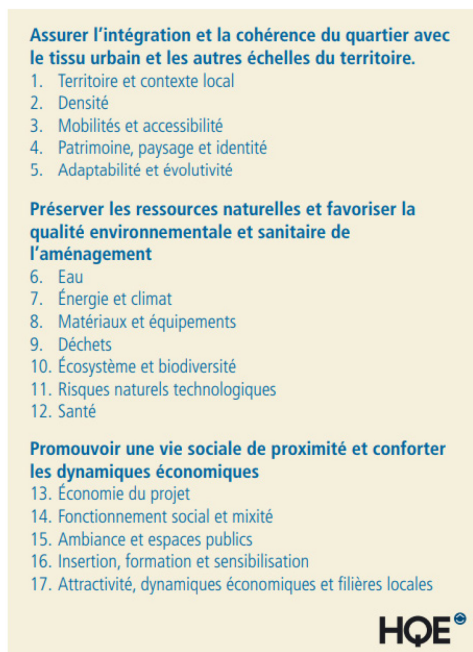 Assurer l'intégration et la cohérence du quartier avec
le tissu urbain et les autres échelles du territoire.
1. Territoire et contexte local
2. Densité
3. Mobilités et accessibilité
4. Patrimoine, paysage et identité
5. Adaptabilité et évolutivité
Préserver les ressources naturelles et favoriser la
qualité environnementale et sanitaire de
l'aménagement
6. Eau
7. Énergie et climat
8. Matériaux et équipements
9. Déchets
10. Écosystème et biodiversité
11. Risques naturels technologiques
12. Santé
Promouvoir une vie sociale de proximité et conforter
les dynamiques économiques
13. Économie du projet
14. Fonctionnement social et mixité
15. Ambiance et espaces publics
16. Insertion, formation et sensibilisation
17. Attractivité, dynamiques économiques et filières locales
HQE